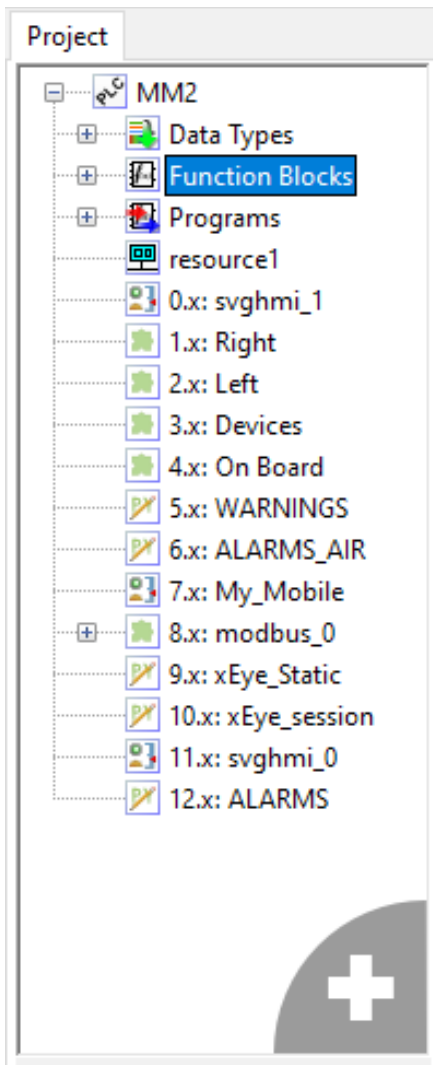 Project
MM2
Data Types
Function Blocks
Programs
resource1
0.x: svghmi_1
1.x: Right
2.x: Left
3.x: Devices
4.x: On Board
5.x: WARNINGS
6.x: ALARMS_AIR
7.x: My_Mobile
8.x: modbus_0
9.x: xEye_Static
10.x: xEye_session
11.x: svghmi_0
12.x: ALARMS